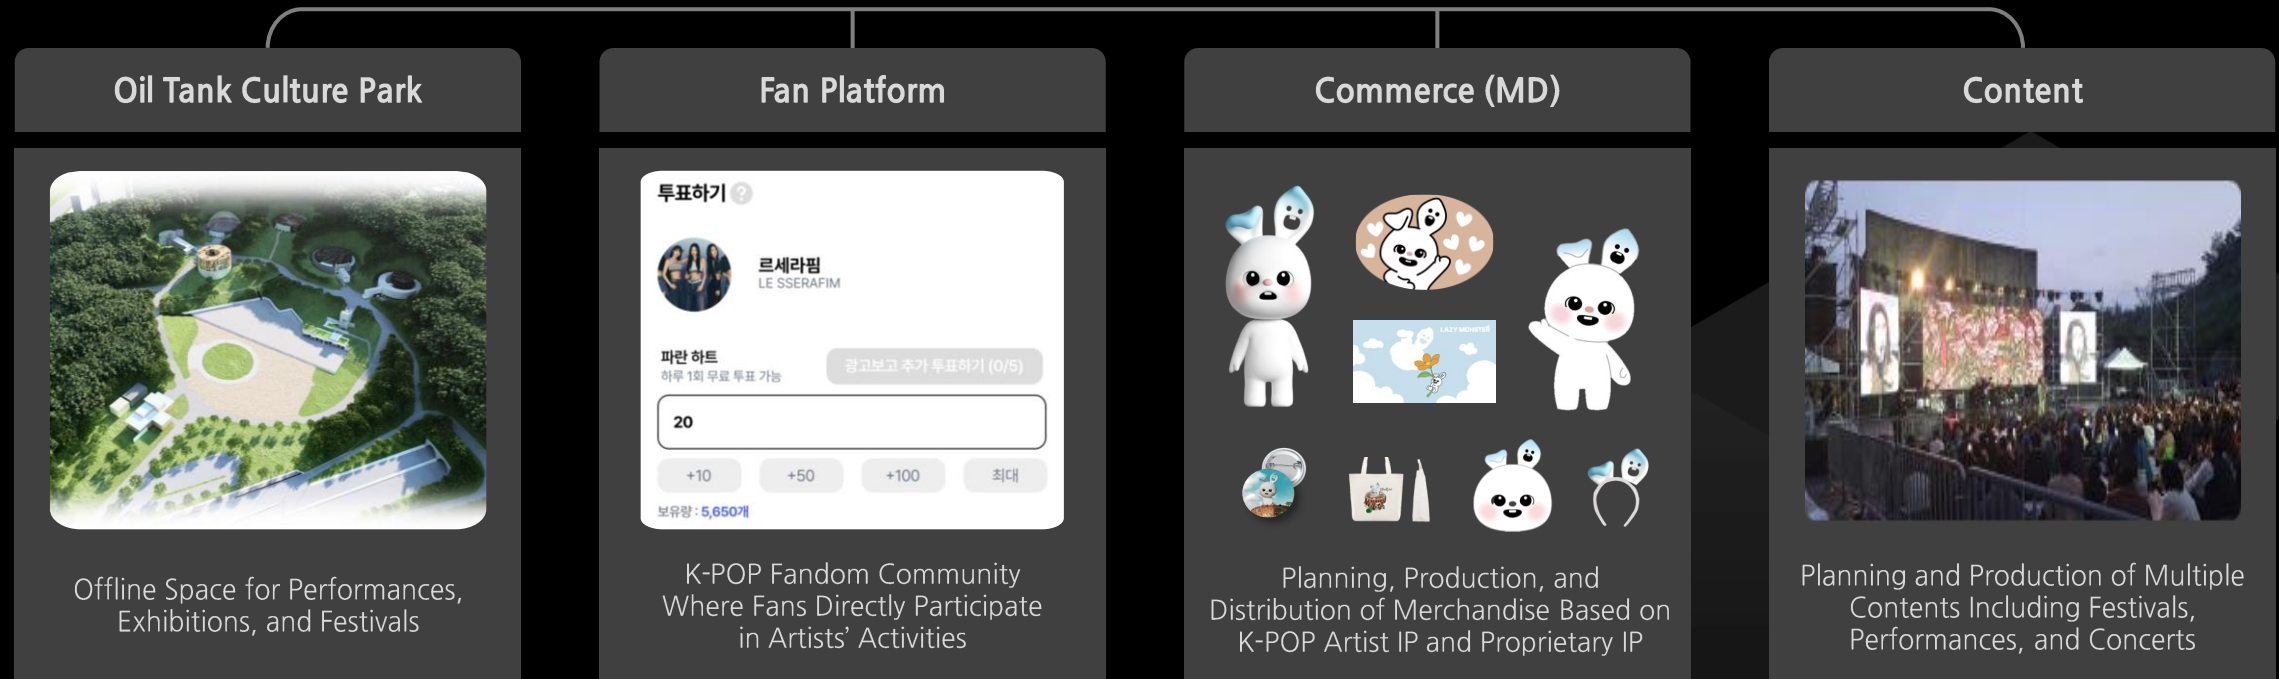 Oil Tank Culture Park
Offline Space for Performances,
Exhibitions, and Festivals
Fan Platform
투표하기 ?
르세라핌
LE SSERAFIM
파란 하트
하루 1회 무료 투표 가능
광고보고 추가 투표하기 (0/5)
20
+10
+50
+100
최대
보유량 : 5,650개
K-POP Fandom Community
Where Fans Directly Participate
in Artists’ Activities
Commerce (MD)
LAZY MONSTER
Planning, Production, and
Distribution of Merchandise Based on
K-POP Artist IP and Proprietary IP
Content
Planning and Production of Multiple
Contents Including Festivals,
Performances, and Concerts